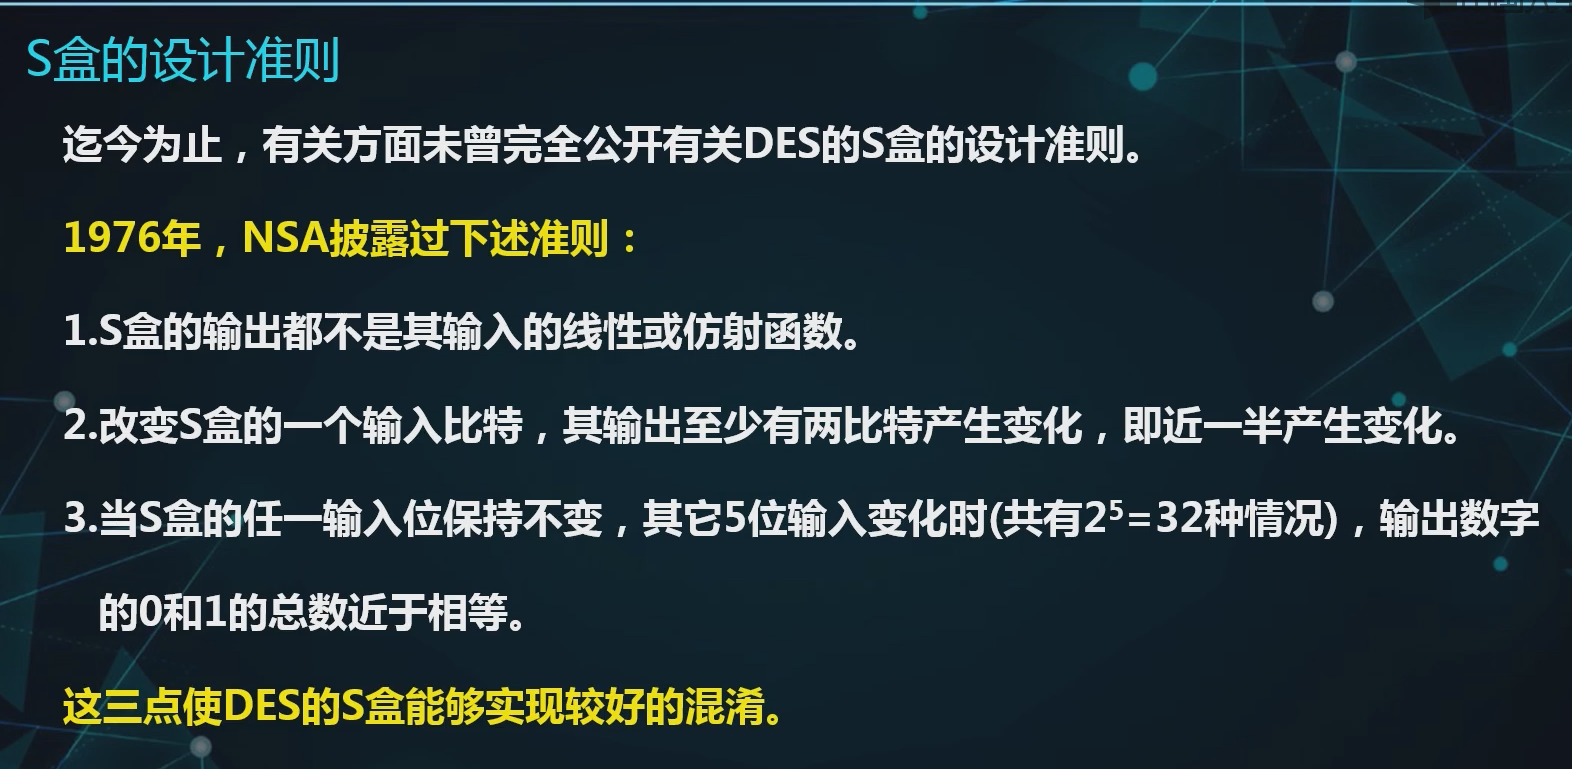 S盒的设计准则
迄今为止，有关方面未曾完全公开有关DES的S盒的设计准则。
1976年，NSA披露过下述准则：
1.S盒的输出都不是其输入的线性或仿射函数。
2.改变S盒的一个输入比特，其输出至少有两比特产生变化，即近一半产生变化。
3.当S盒的任一输入位保持不变，其它5位输入变化时(共有2⁵=32种情况)，输出数字
的0和1的总数近于相等。
这三点使DES的S盒能够实现较好的混淆。